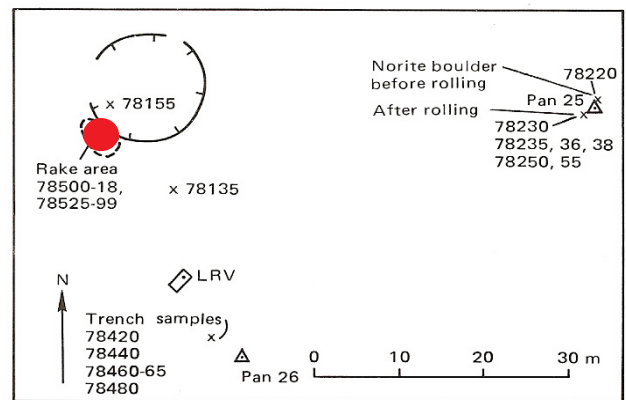 Norite boulder
before rolling
78220
Pan 25
x
x 78155
After rolling
x
78230
78235, 36, 38
78250, 55
Rake area
78500-18,
78525-99
x 78135
N
LRV
Trench samples
78420
x
78440
78460-65
78480
Pan 26
0 10 20 30 m